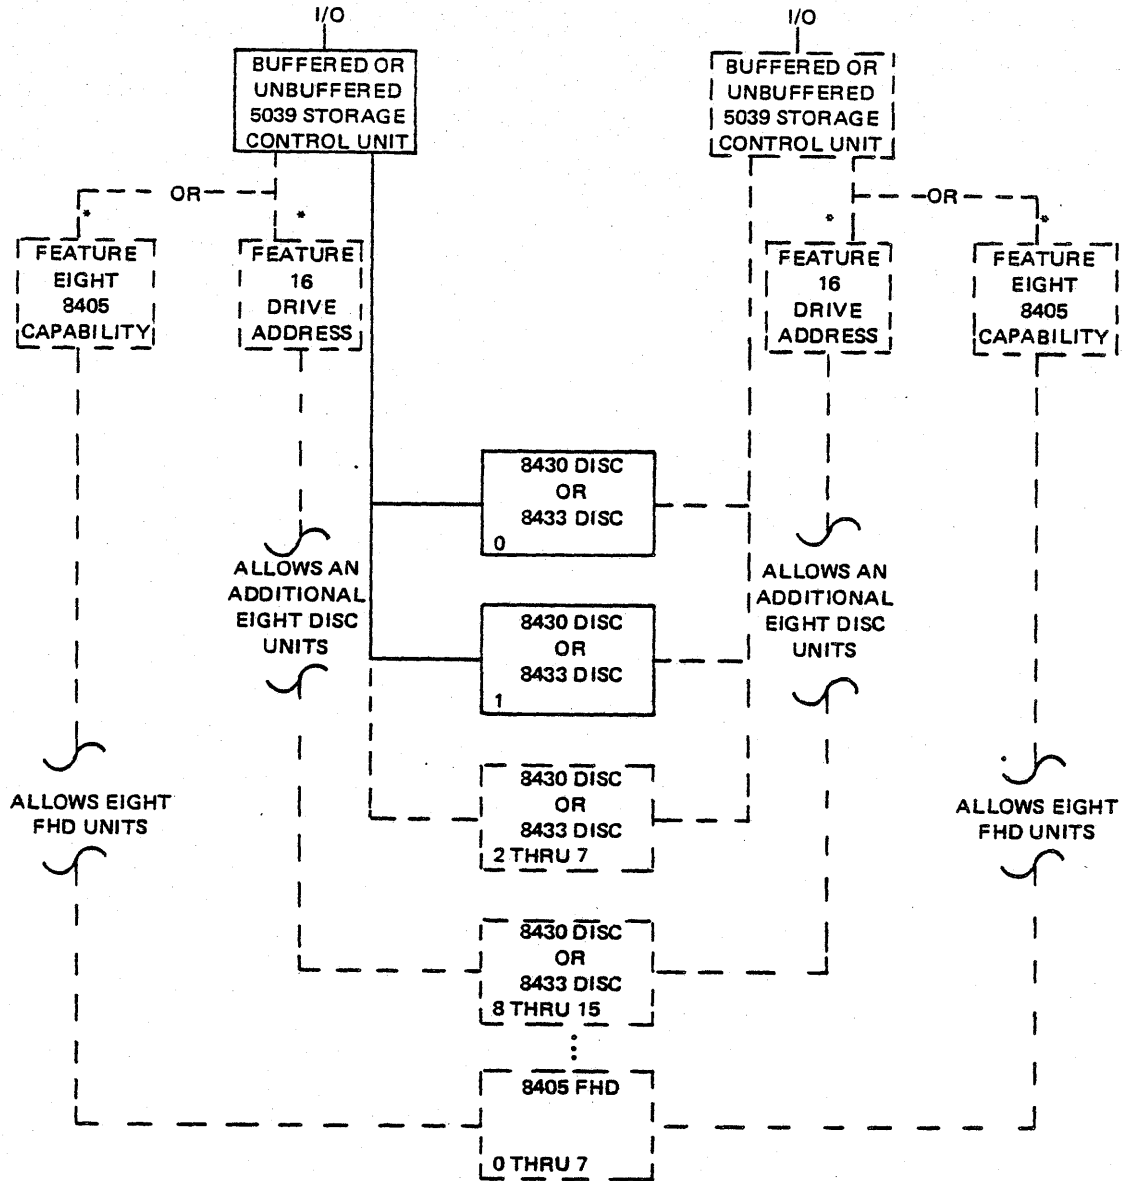 I/O
BUFFERED OR
UNBUFFERED
5039 STORAGE
CONTROL UNIT
I/O
BUFFERED OR
UNBUFFERED
5039 STORAGE
CONTROL UNIT
OR
*
*
FEATURE
EIGHT
8405
CAPABILITY
FEATURE
16
DRIVE
ADDRESS
OR
*
*
FEATURE
16
DRIVE
ADDRESS
FEATURE
EIGHT
8405
CAPABILITY
8430 DISC
OR
8433 DISC
0
ALLOWS AN
ADDITIONAL
EIGHT DISC
UNITS
ALLOWS AN
ADDITIONAL
EIGHT DISC
UNITS
8430 DISC
OR
8433 DISC
1
ALLOWS EIGHT
FHD UNITS
8430 DISC
OR
8433 DISC
2 THRU 7
ALLOWS EIGHT
FHD UNITS
8430 DISC
OR
8433 DISC
8 THRU 15
8405 FHD
0 THRU 7